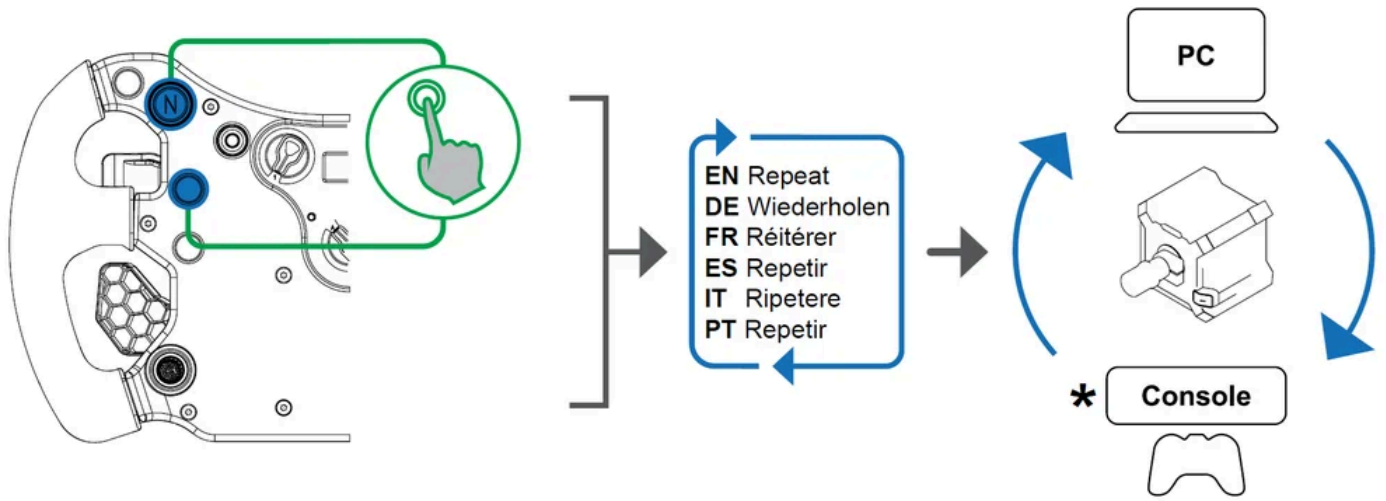 N
EN Repeat
DE Wiederholen
FR Réitérer
ES Repetir
IT Ripetere
PT Repetir
PC
* Console